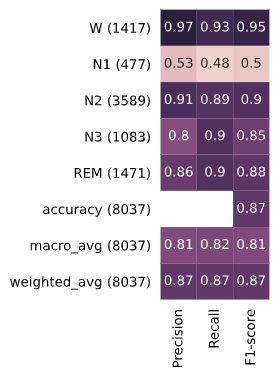 W (1417) 0.97 0.93 0.95
N1 (477) 0.53 0.48 0.5
N2 (3589) 0.91 0.89 0.9
N3 (1083) 0.8 0.9 0.85
REM (1471) 0.86 0.9 0.88
accuracy (8037) 0.87
macro_avg (8037) 0.81 0.82 0.81
weighted_avg (8037) 0.87 0.87 0.87
Precision
Recall
F1-score